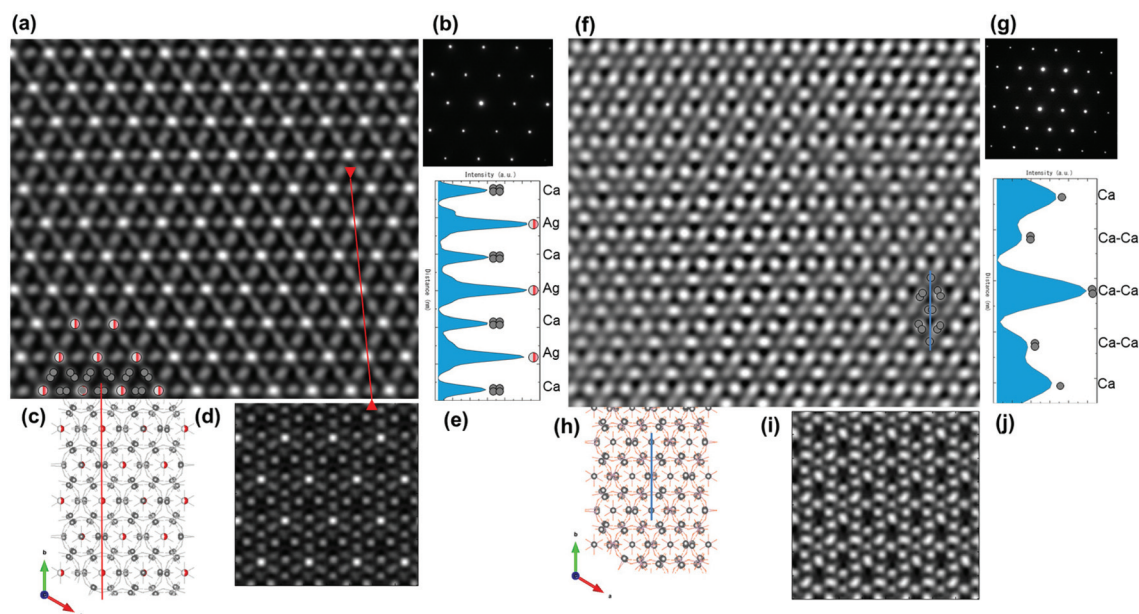 (a)
(b)
Intensity (a.u.)
Distance (nm)
Ca
Ag
Ca
Ag
Ca
Ag
Ca
(c)
b
(d)
(e)
(f)
(g)
Intensity (a.u.)
Distance (nm)
Ca
Ca-Ca
Ca-Ca
Ca-Ca
Ca
(h)
b
a
(i)
(j)